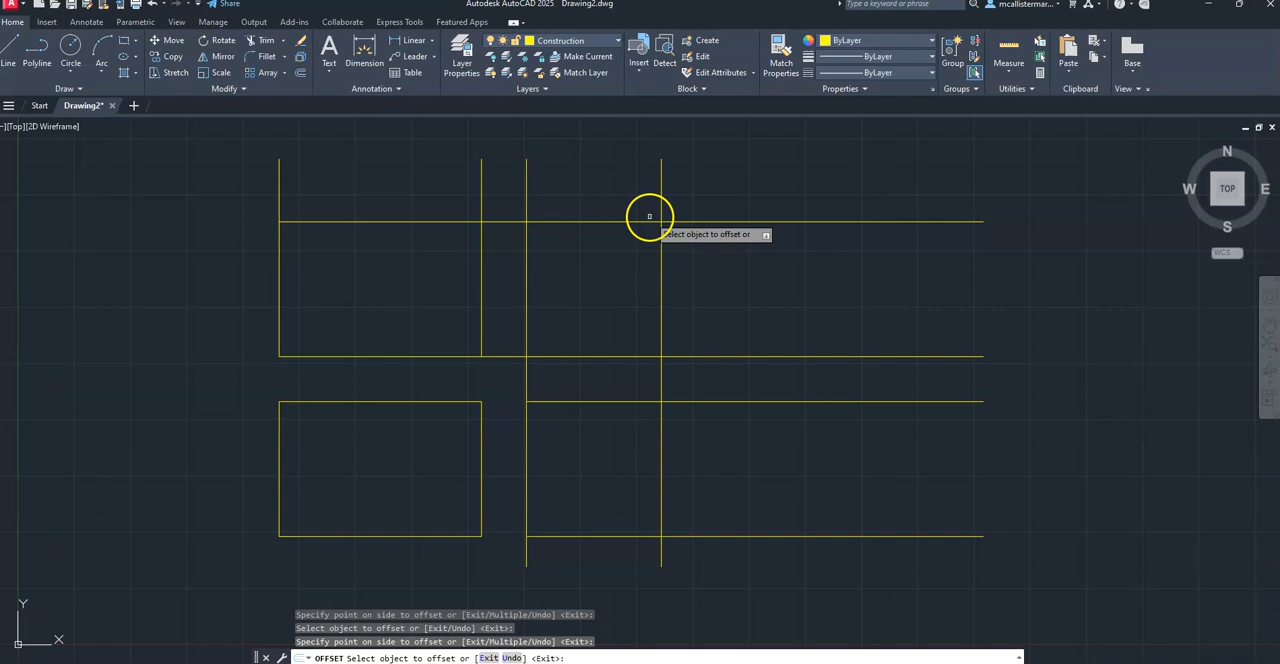 Share
Autodesk AutoCAD 2025 Drawing2.dwg
Type a keyword or phrase
mcallistermar...
Home Insert Annotate Parametric View Manage Output Add-ins Collaborate Express Tools Featured Apps
Line
Polyline
Circle
Arc
Move Rotate Trim
Copy Mirror Fillet
Stretch Scale Array
Text
Dimension
Linear
Leader
Table
Layer
Properties
Construction
Make Current
Match Layer
Insert
Detect
Create
Edit
Edit Attributes
Match
Properties
ByLayer
ByLayer
ByLayer
Group
Measure
Paste
Base
Draw Modify Annotation Layers Block Properties Groups Utilities Clipboard View
Start Drawing2*
[Top][2D Wireframe]
N
W TOP E
S
WCS
Select object to offset or
Y
X
Specify point on side to offset or [Exit/Multiple/Undo] <Exit>:
Select object to offset or [Exit/Undo] <Exit>:
Specify point on side to offset or [Exit/Multiple/Undo] <Exit>:
OFFSET Select object to offset or [Exit Undo] <Exit>: